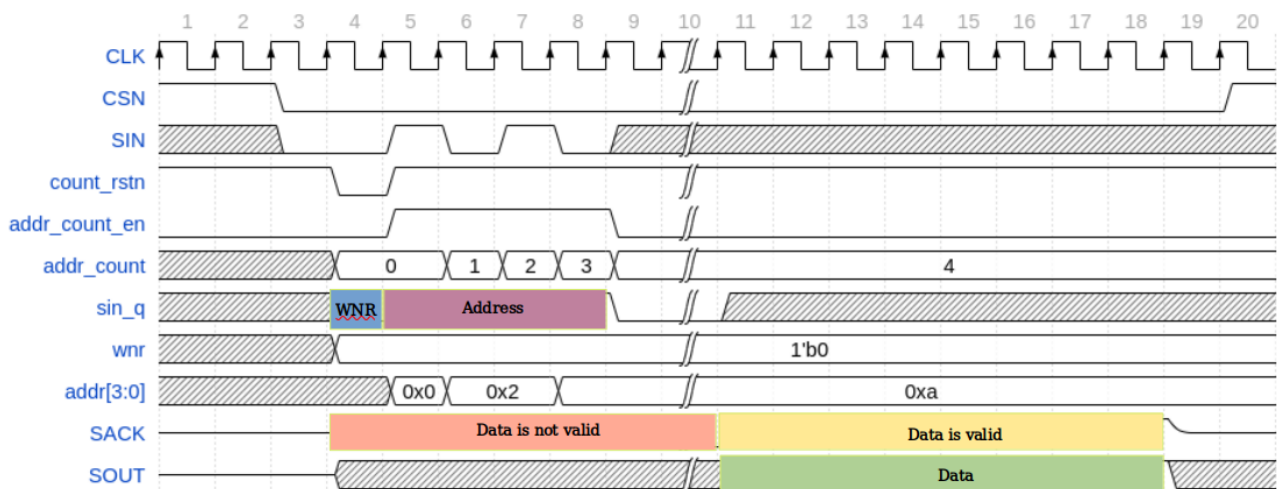 1 2 3 4 5 6 7 8 9 10 11 12 13 14 15 16 17 18 19 20
CLK
CSN
SIN
count_rstn
addr_count_en
addr_count 0 1 2 3 4
sin_q WNR Address
wnr 1'b0
addr[3:0] 0x0 0x2 0xa
SACK Data is not valid Data is valid
SOUT Data